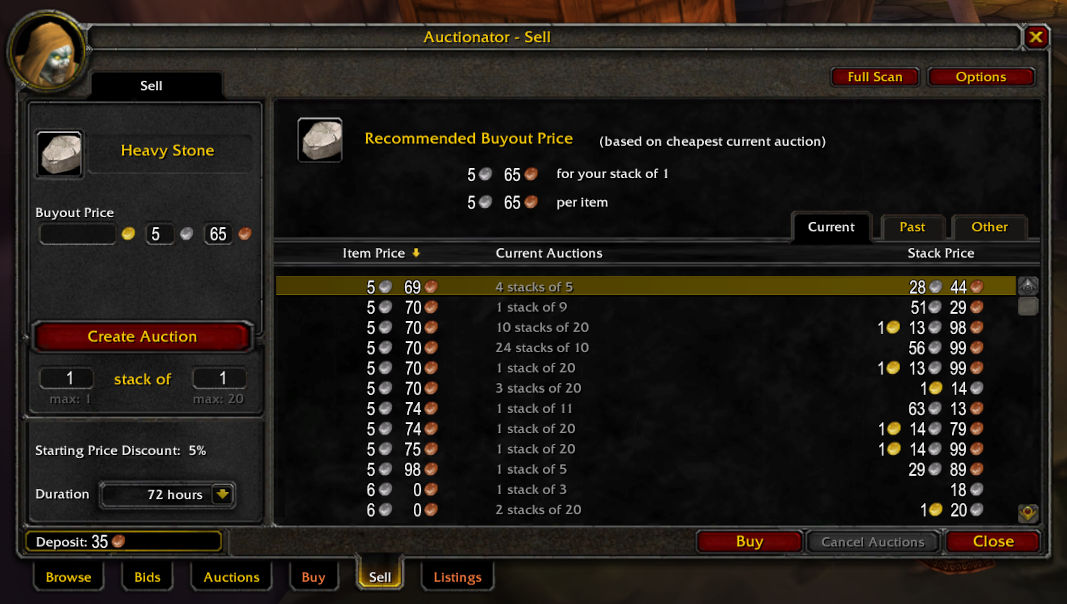 Auctionator - Sell
Full Scan Options
Sell
Heavy Stone
Recommended Buyout Price (based on cheapest current auction)
5 65 for your stack of 1
5 65 per item
Buyout Price
5 65
Current Past Other
Item Price Current Auctions Stack Price
5 69 4 stacks of 5 28 44
5 70 1 stack of 9 51 29
5 70 10 stacks of 20 1 13 98
5 70 24 stacks of 10 56 99
5 70 1 stack of 20 1 13 99
5 70 3 stacks of 20 1 14
5 74 1 stack of 11 63 13
5 74 1 stack of 20 1 14 79
5 75 1 stack of 20 1 14 99
5 98 1 stack of 5 29 89
6 0 1 stack of 3 18
6 0 2 stacks of 20 1 20
Create Auction
1 stack of 1
max: 1 max: 20
Starting Price Discount: 5%
Duration 72 hours
Deposit: 35
Buy Cancel Auctions Close
Browse Bids Auctions Buy Sell Listings